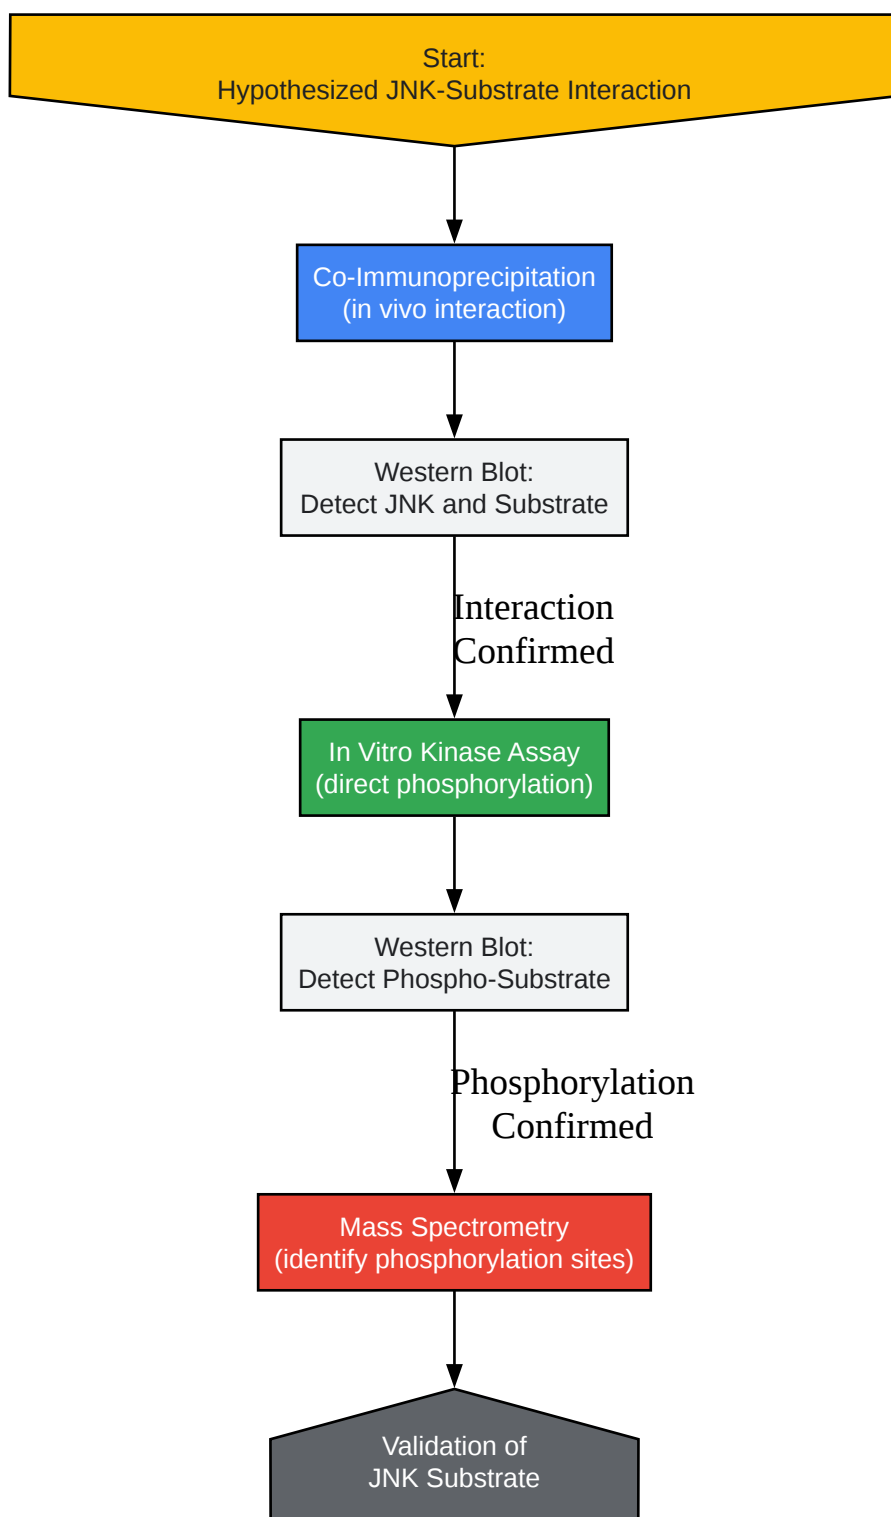 Start:
Hypothesized JNK-Substrate Interaction
Co-Immunoprecipitation
(in vivo interaction)
Western Blot:
Detect JNK and Substrate
Interaction
Confirmed
In Vitro Kinase Assay
(direct phosphorylation)
Western Blot:
Detect Phospho-Substrate
Phosphorylation
Confirmed
Mass Spectrometry
(identify phosphorylation sites)
Validation of
JNK Substrate